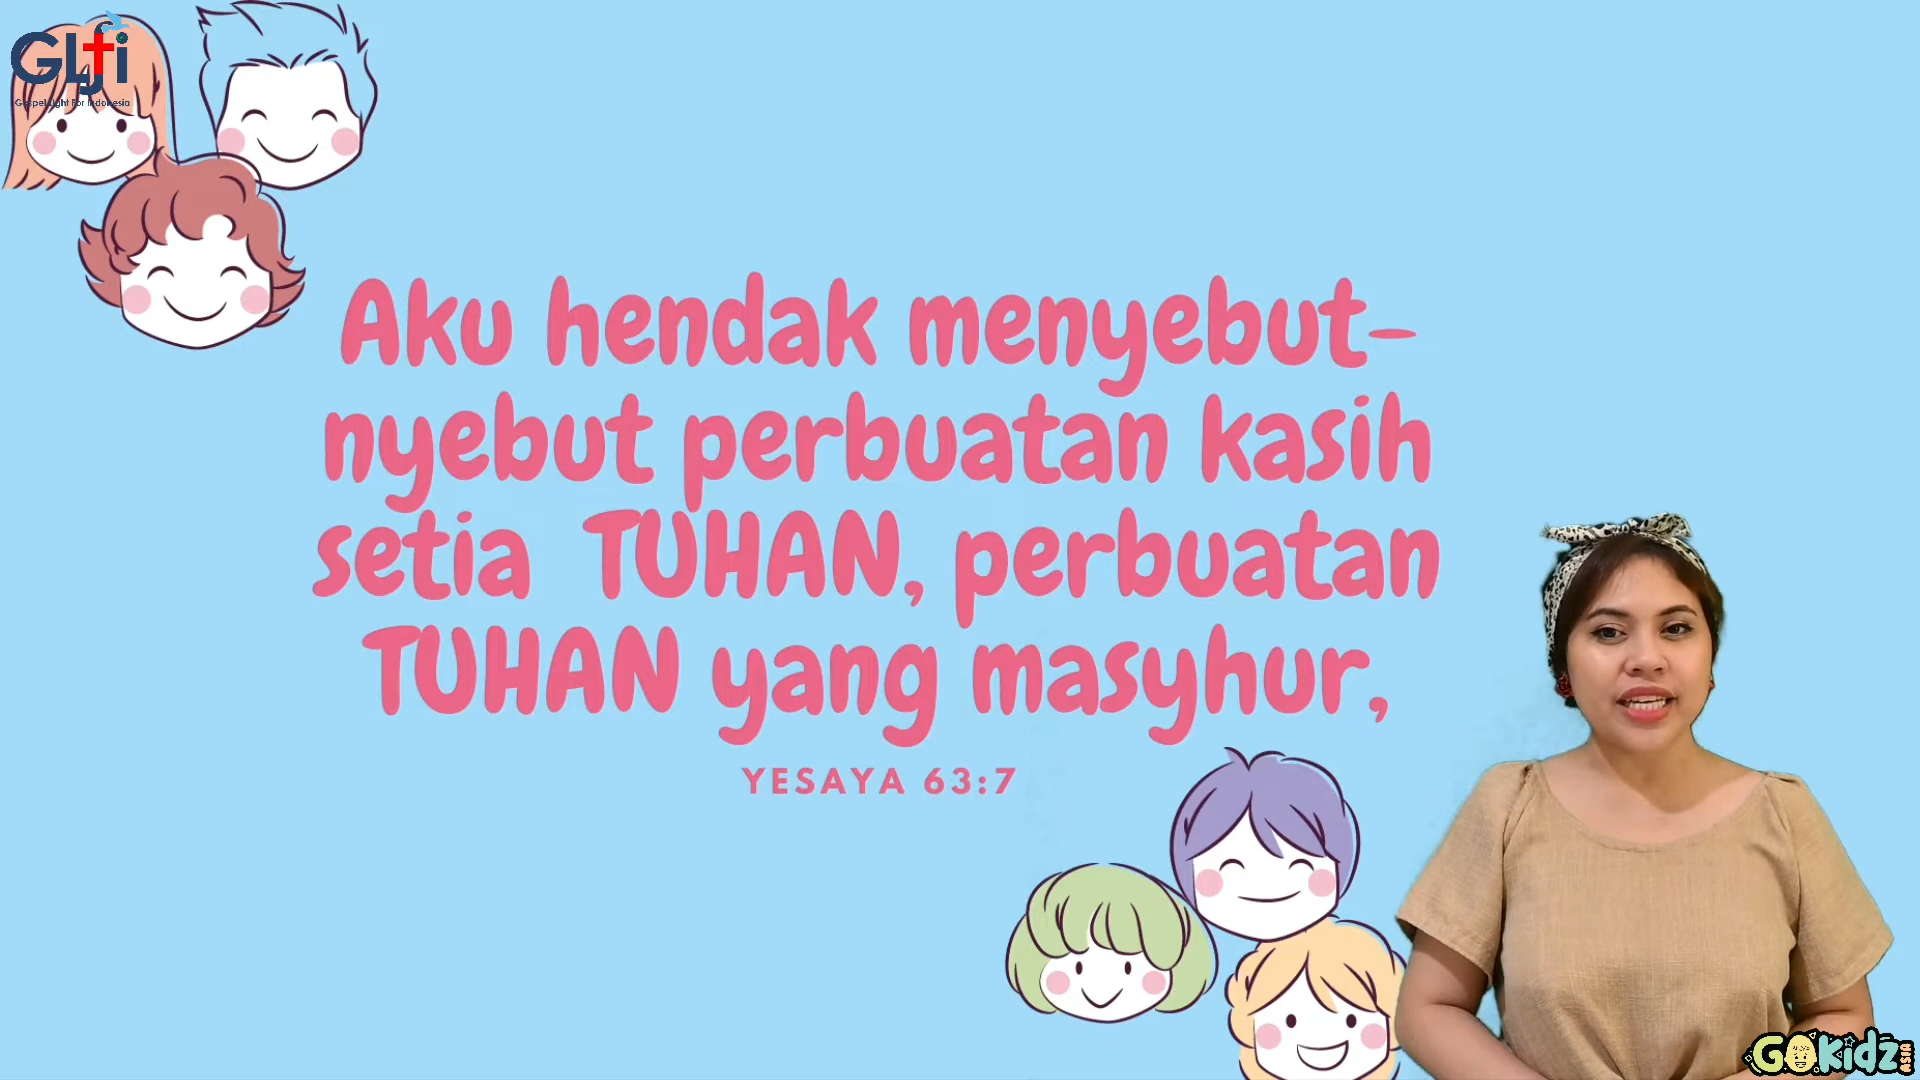 GLfi
Gospel Light For Indonesia
Aku hendak menyebut-
nyebut perbuatan kasih
setia TUHAN, perbuatan
TUHAN yang masyhur,
YESAYA 63:7
GOKidz
ASIA